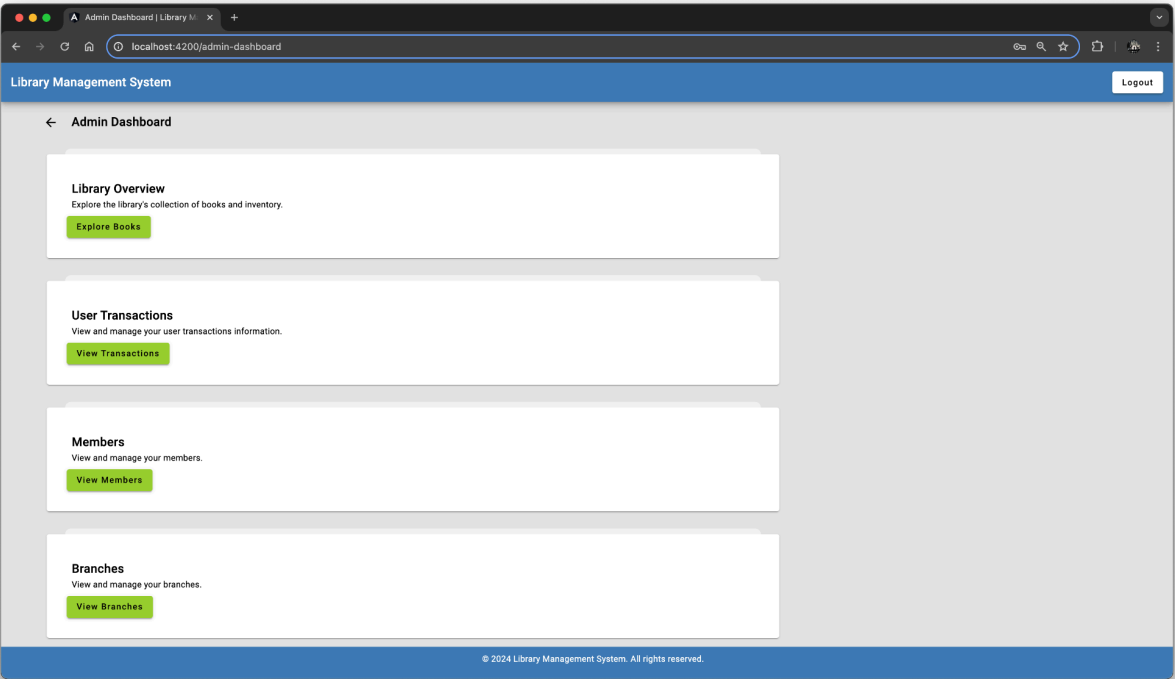 Admin Dashboard | Library M
localhost:4200/admin-dashboard
Library Management System
Logout
Admin Dashboard
Library Overview
Explore the library's collection of books and inventory.
Explore Books
User Transactions
View and manage your user transactions information.
View Transactions
Members
View and manage your members.
View Members
Branches
View and manage your branches.
View Branches
© 2024 Library Management System. All rights reserved.